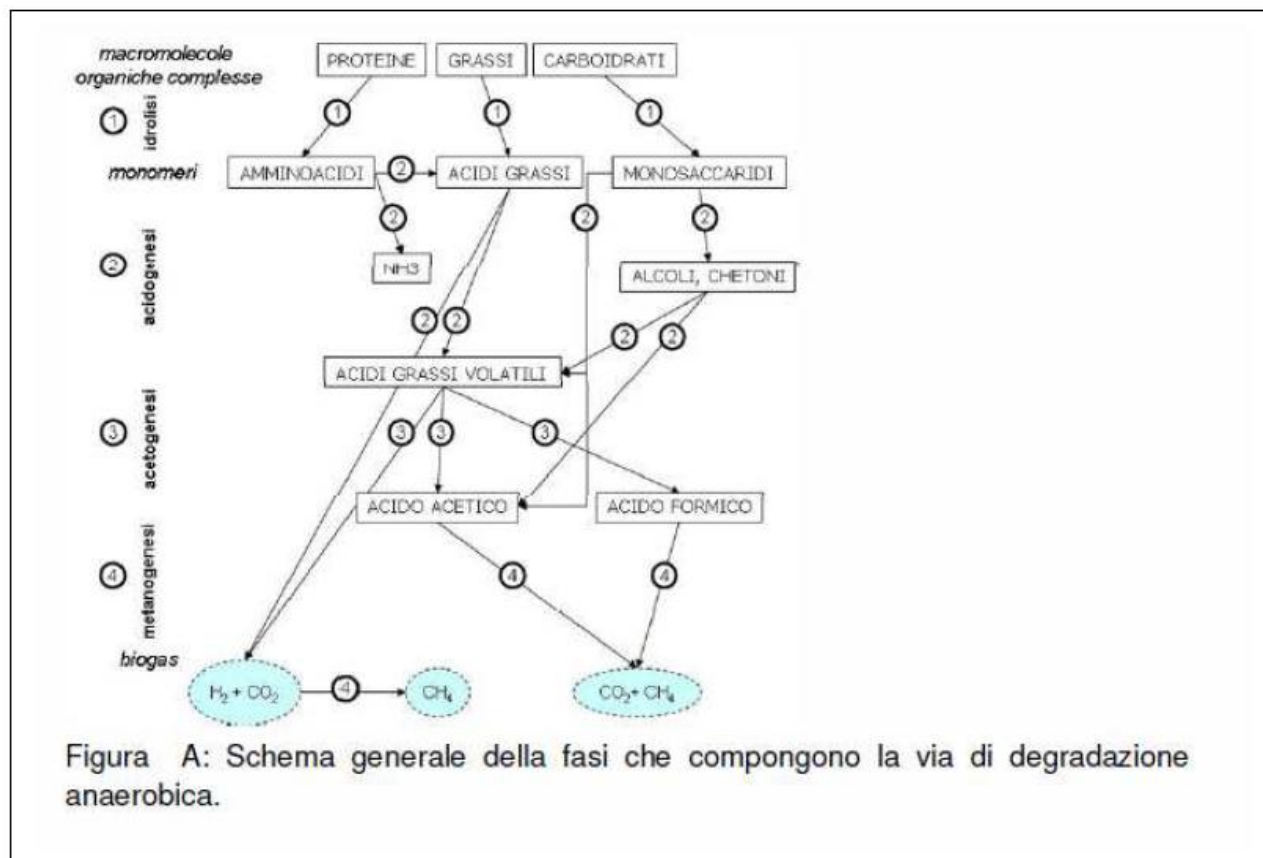 macromolecole
organiche complesse
PROTEINE GRASSI CARBOIDRATI
1 idrolisi
1 1 1
monomeri
AMMINOACIDI 2 ACIDI GRASSI MONOSACCARIDI
2 2 2
2 acidogenesi
NH3
ALCOLI, CHETONI
2 2 2 2
ACIDI GRASSI VOLATILI
3 acetogenesi
3 3 3
ACIDO ACETICO ACIDO FORMICO
4 metanogenesi
4 4
biogas
H₂ + CO₂ 4 CH₄ CO₂+ CH₄
Figura A: Schema generale della fasi che compongono la via di degradazione
anaerobica.